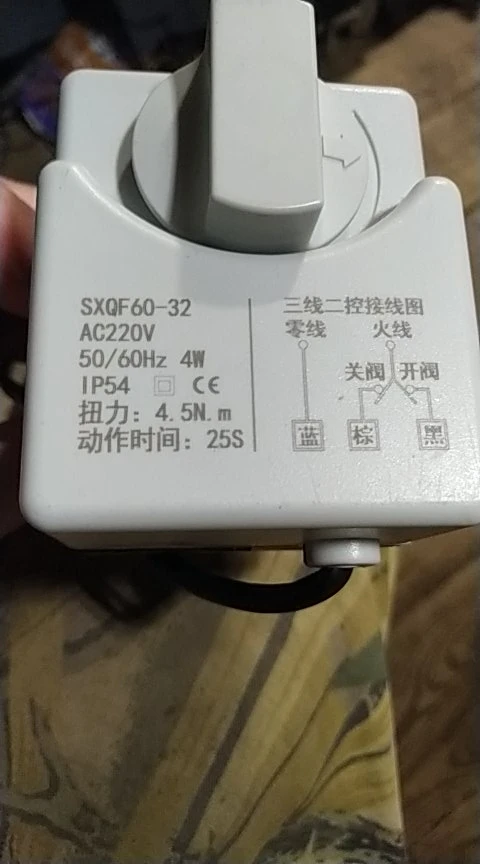 SXQF60-32
AC220V
50/60Hz 4W
IP54 CE
扭力: 4.5N.m
动作时间: 25S
三线二控接线图
零线 火线
关阀 开阀
蓝 棕 黑